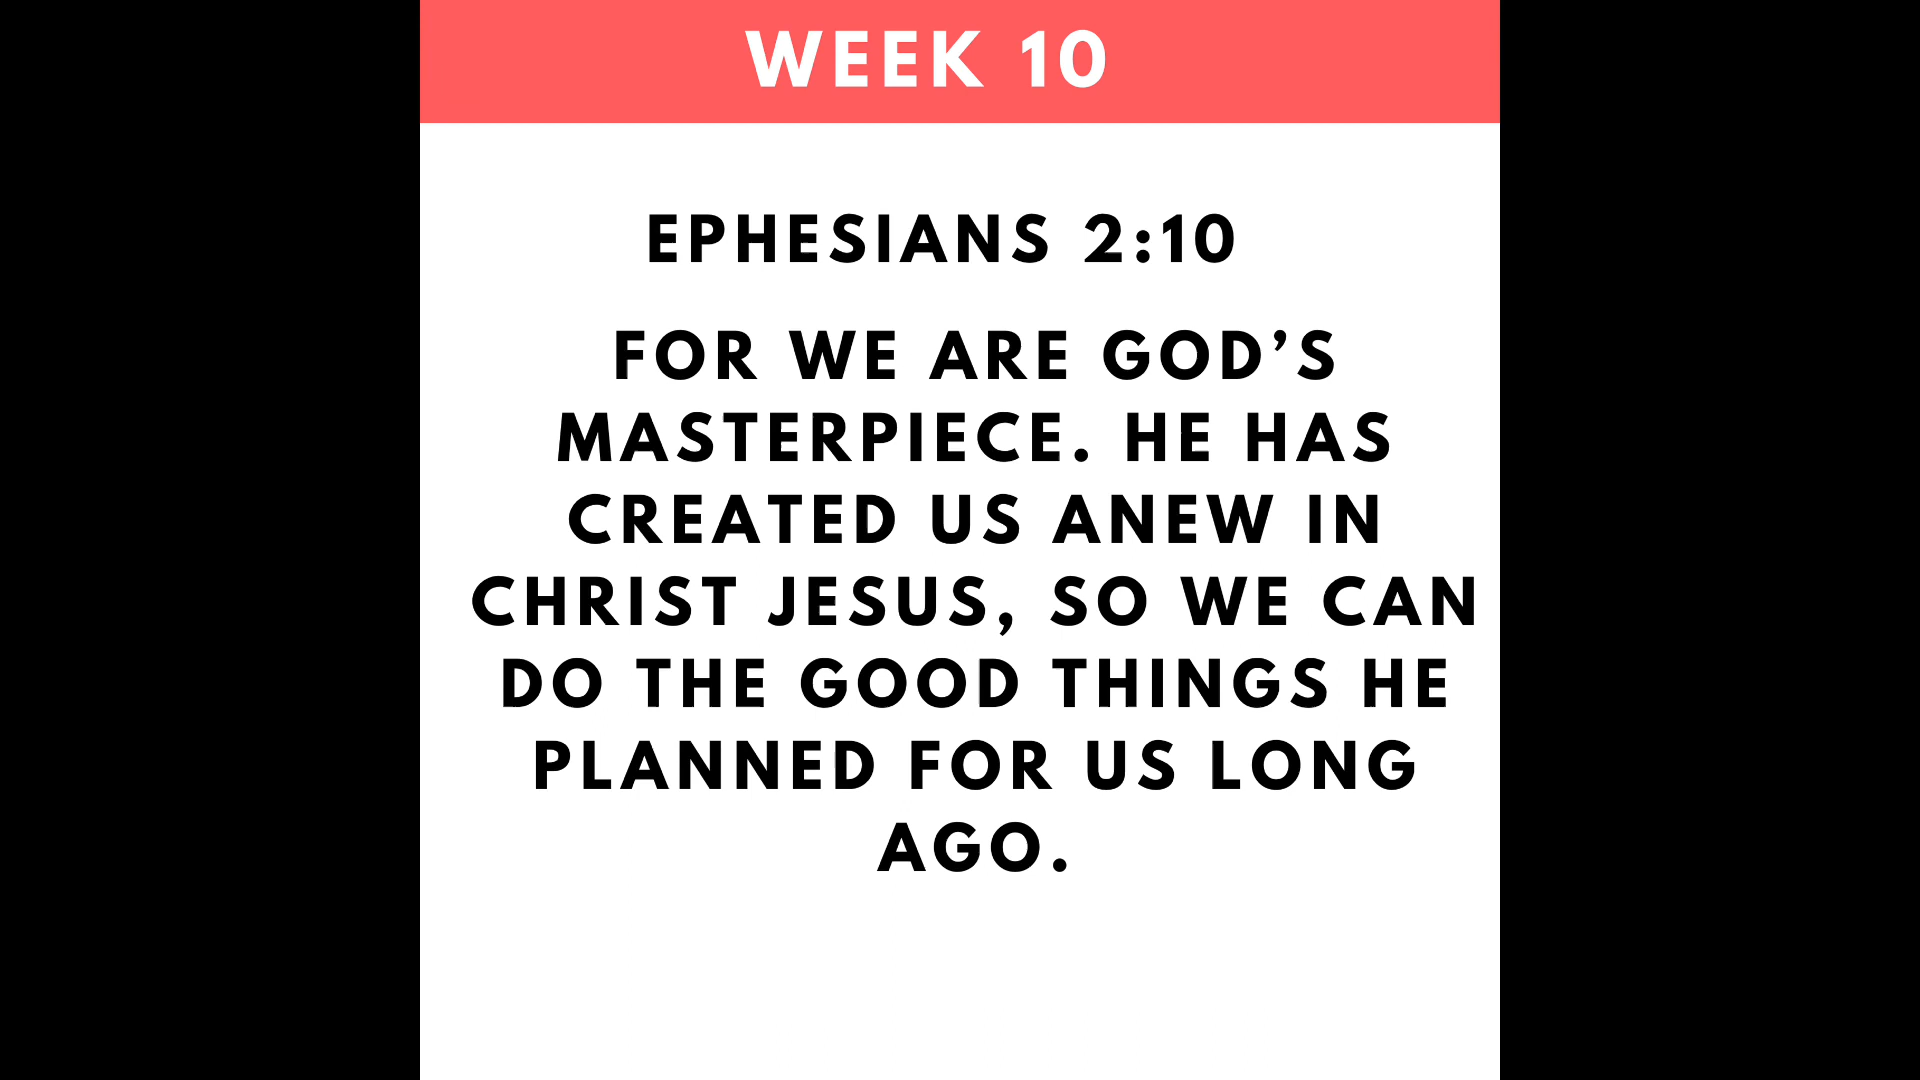 WEEK 10
EPHESIANS 2:10
FOR WE ARE GOD’S
MASTERPIECE. HE HAS
CREATED US ANEW IN
CHRIST JESUS, SO WE CAN
DO THE GOOD THINGS HE
PLANNED FOR US LONG
AGO.